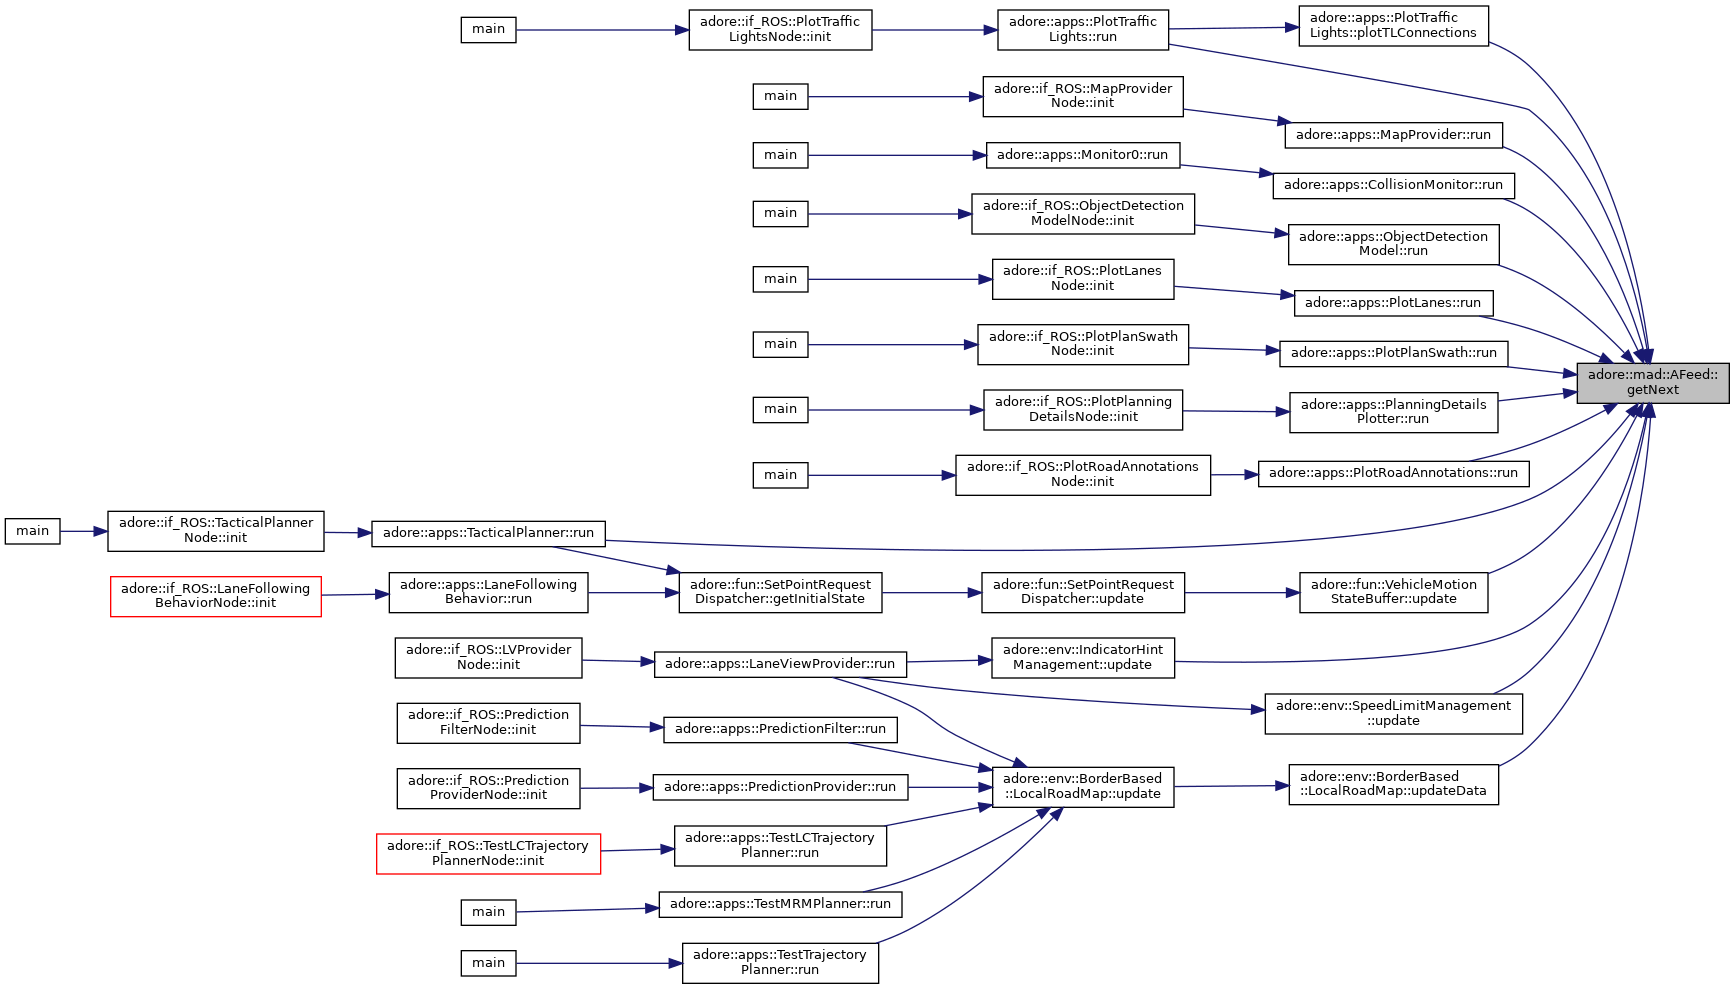 main
adore::if_ROS::PlotTraffic
LightsNode::init
adore::apps::PlotTraffic
Lights::run
adore::apps::PlotTraffic
Lights::plotTLConnections
main
adore::if_ROS::MapProvider
Node::init
adore::apps::MapProvider::run
main
adore::apps::Monitor0::run
adore::apps::CollisionMonitor::run
main
adore::if_ROS::ObjectDetection
ModelNode::init
adore::apps::ObjectDetection
Model::run
main
adore::if_ROS::PlotLanes
Node::init
adore::apps::PlotLanes::run
main
adore::if_ROS::PlotPlanSwath
Node::init
adore::apps::PlotPlanSwath::run
adore::mad::AFeed::
getNext
main
adore::if_ROS::PlotPlanning
DetailsNode::init
adore::apps::PlanningDetails
Plotter::run
main
adore::if_ROS::PlotRoadAnnotations
Node::init
adore::apps::PlotRoadAnnotations::run
main
adore::if_ROS::TacticalPlanner
Node::init
adore::apps::TacticalPlanner::run
adore::if_ROS::LaneFollowing
BehaviorNode::init
adore::apps::LaneFollowing
Behavior::run
adore::fun::SetPointRequest
Dispatcher::getInitialState
adore::fun::SetPointRequest
Dispatcher::update
adore::fun::VehicleMotion
StateBuffer::update
adore::if_ROS::LVProvider
Node::init
adore::apps::LaneViewProvider::run
adore::env::IndicatorHint
Management::update
adore::env::SpeedLimitManagement
::update
adore::if_ROS::Prediction
FilterNode::init
adore::apps::PredictionFilter::run
adore::if_ROS::Prediction
ProviderNode::init
adore::apps::PredictionProvider::run
adore::env::BorderBased
::LocalRoadMap::update
adore::env::BorderBased
::LocalRoadMap::updateData
adore::if_ROS::TestLCTrajectory
PlannerNode::init
adore::apps::TestLCTrajectory
Planner::run
main
adore::apps::TestMRMPlanner::run
main
adore::apps::TestTrajectory
Planner::run